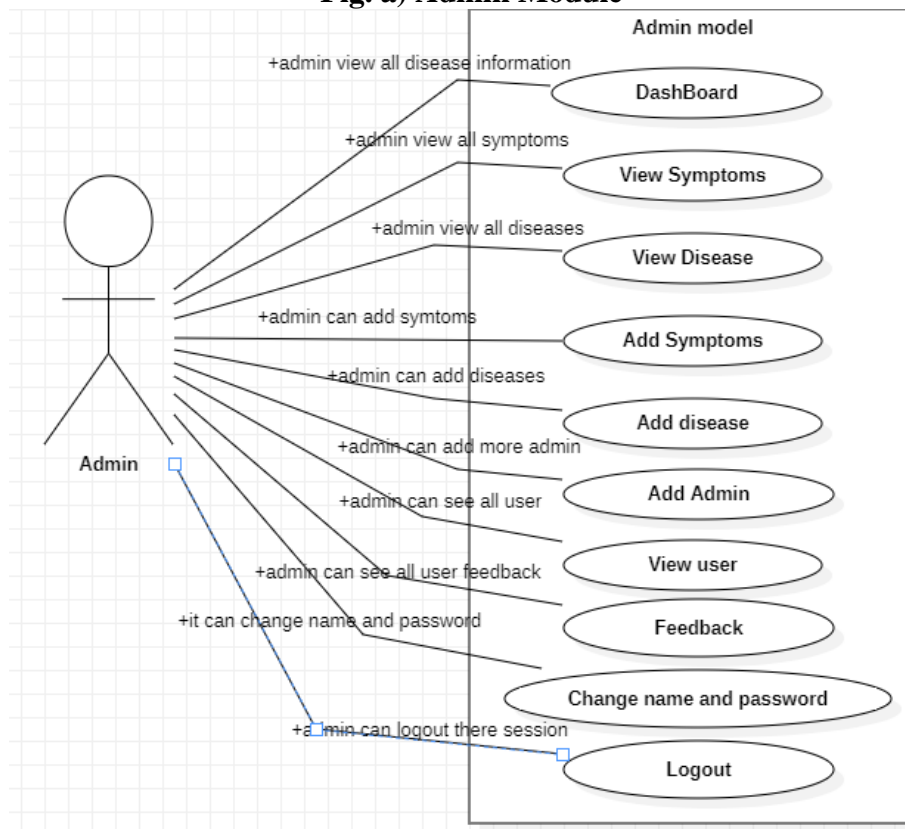 Fig. a) Admin Module
Admin model
+admin view all disease information
DashBoard
+admin view all symptoms
View Symptoms
+admin view all diseases
View Disease
+admin can add symtoms
Add Symptoms
+admin can add diseases
Add disease
+admin can add more admin
Admin
Add Admin
+admin can see all user
View user
+admin can see all user feedback
Feedback
+it can change name and password
Change name and password
+admin can logout there session
Logout